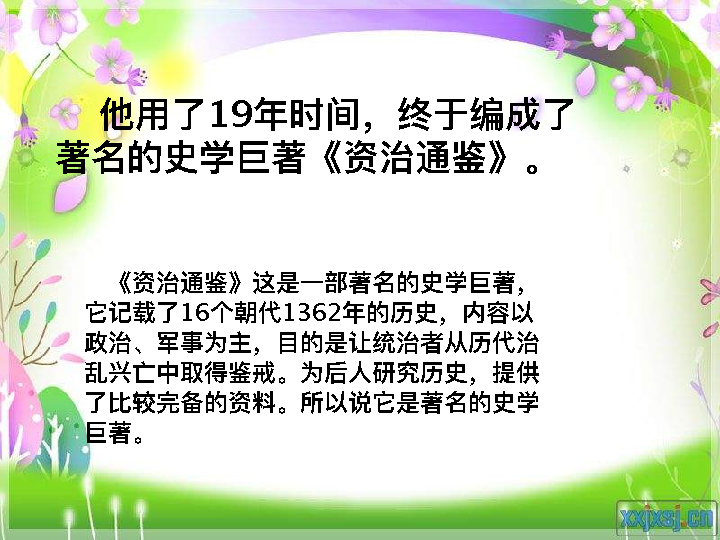 他用了19年时间，终于编成了
著名的史学巨著《资治通鉴》。
《资治通鉴》这是一部著名的史学巨著，
它记载了16个朝代1362年的历史，内容以
政治、军事为主，目的是让统治者从历代治
乱兴亡中取得鉴戒。为后人研究历史，提供
了比较完备的资料。所以说它是著名的史学
巨著。
xxjxsj.cn